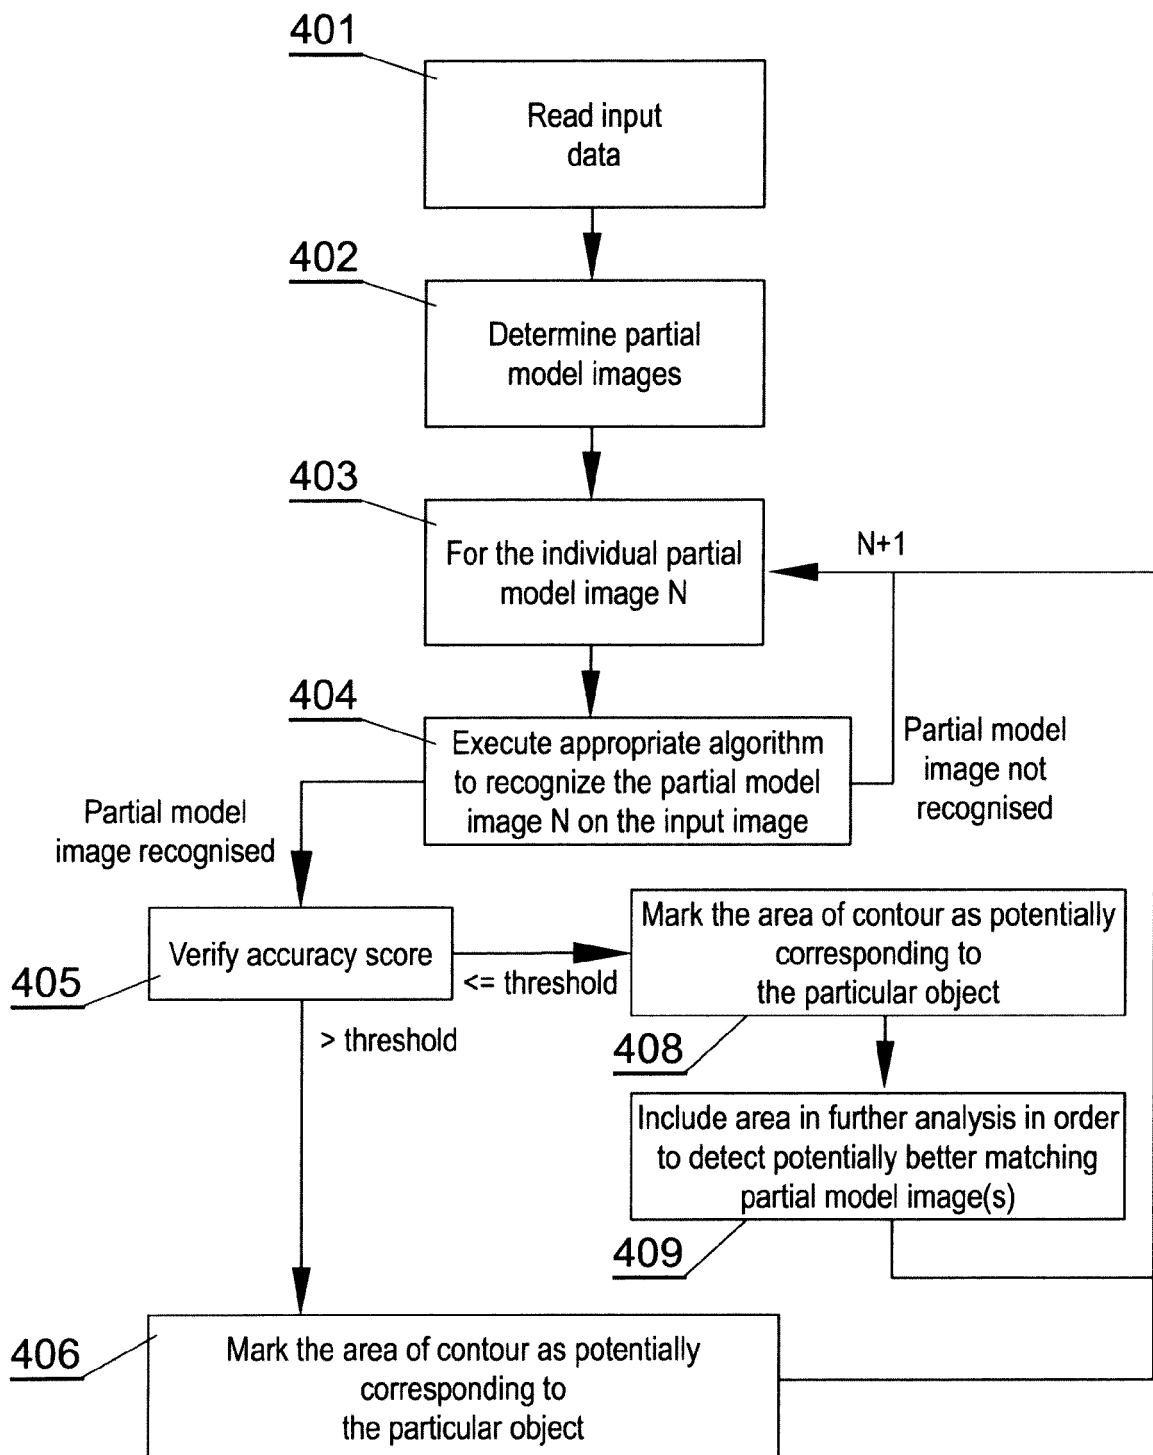 401
Read input
data
402
Determine partial
model images
403
For the individual partial
model image N
N+1
404
Execute appropriate algorithm
to recognize the partial model
image N on the input image
Partial model
image not
recognised
Partial model
image recognised
405
Verify accuracy score
<= threshold
> threshold
Mark the area of contour as potentially
corresponding to
the particular object
408
Include area in further analysis in order
to detect potentially better matching
partial model image(s)
409
406
Mark the area of contour as potentially
corresponding to
the particular object